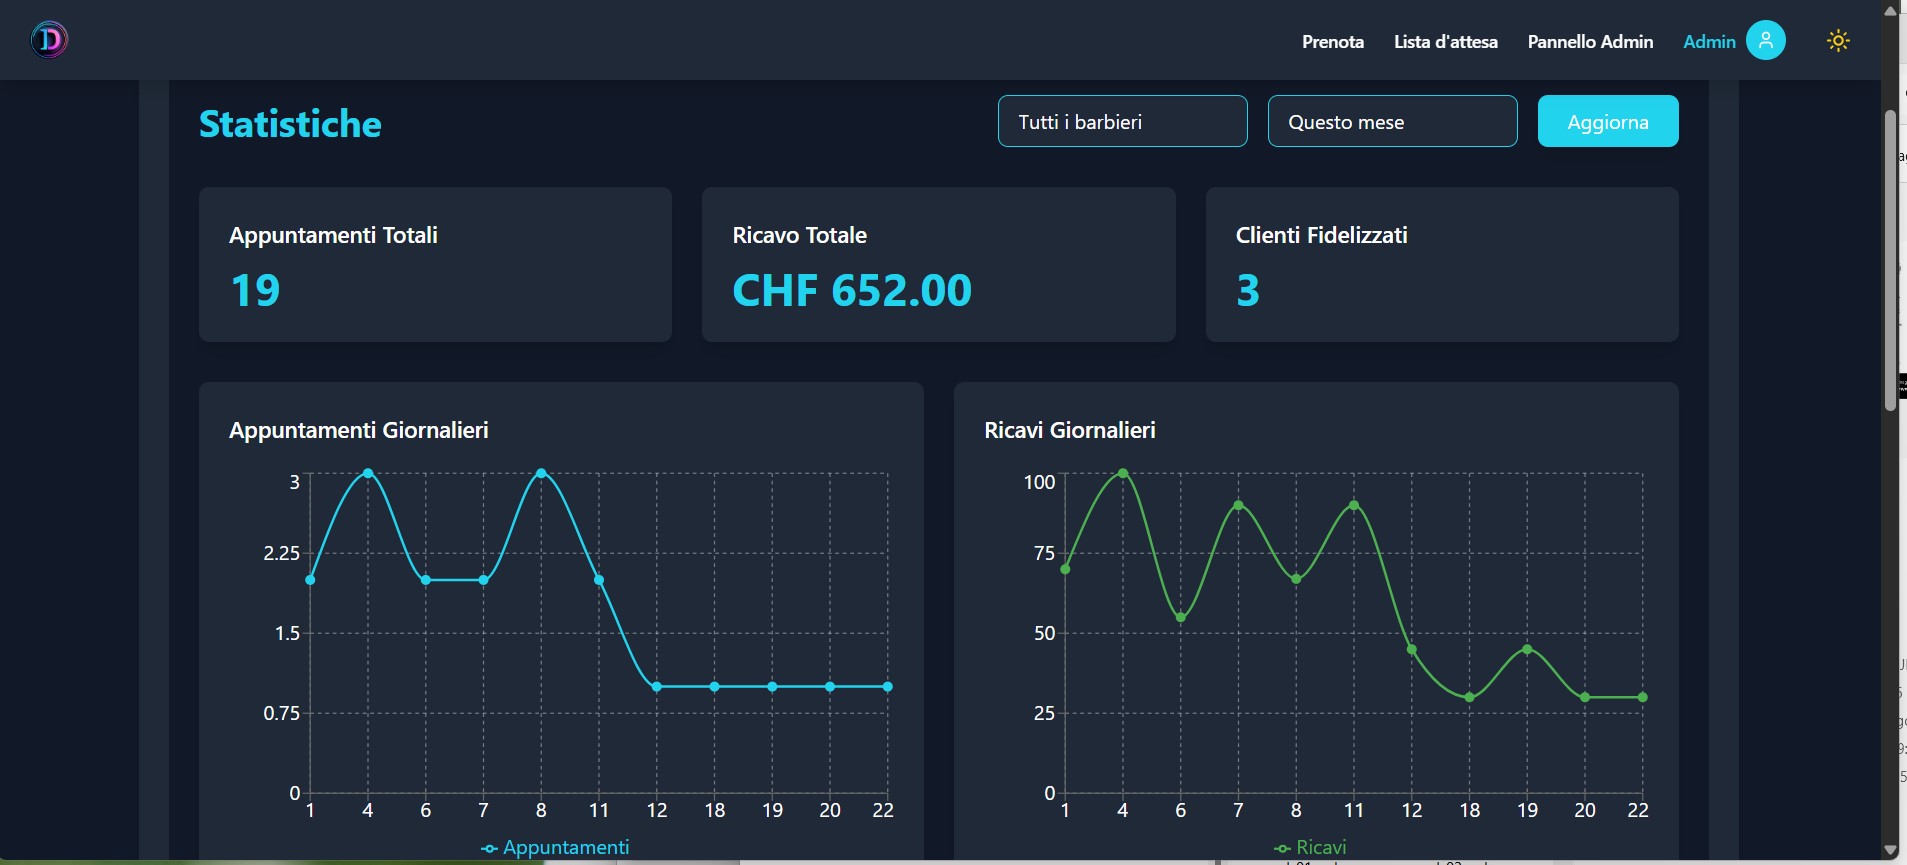 Prenota Lista d'attesa Pannello Admin Admin
Statistiche Tutti i barbieri Questo mese Aggiorna
Appuntamenti Totali
19
Ricavo Totale
CHF 652.00
Clienti Fidelizzati
3
Appuntamenti Giornalieri
3
2.25
1.5
0.75
0
1 4 6 7 8 11 12 18 19 20 22
Appuntamenti
Ricavi Giornalieri
100
75
50
25
0
1 4 6 7 8 11 12 18 19 20 22
Ricavi